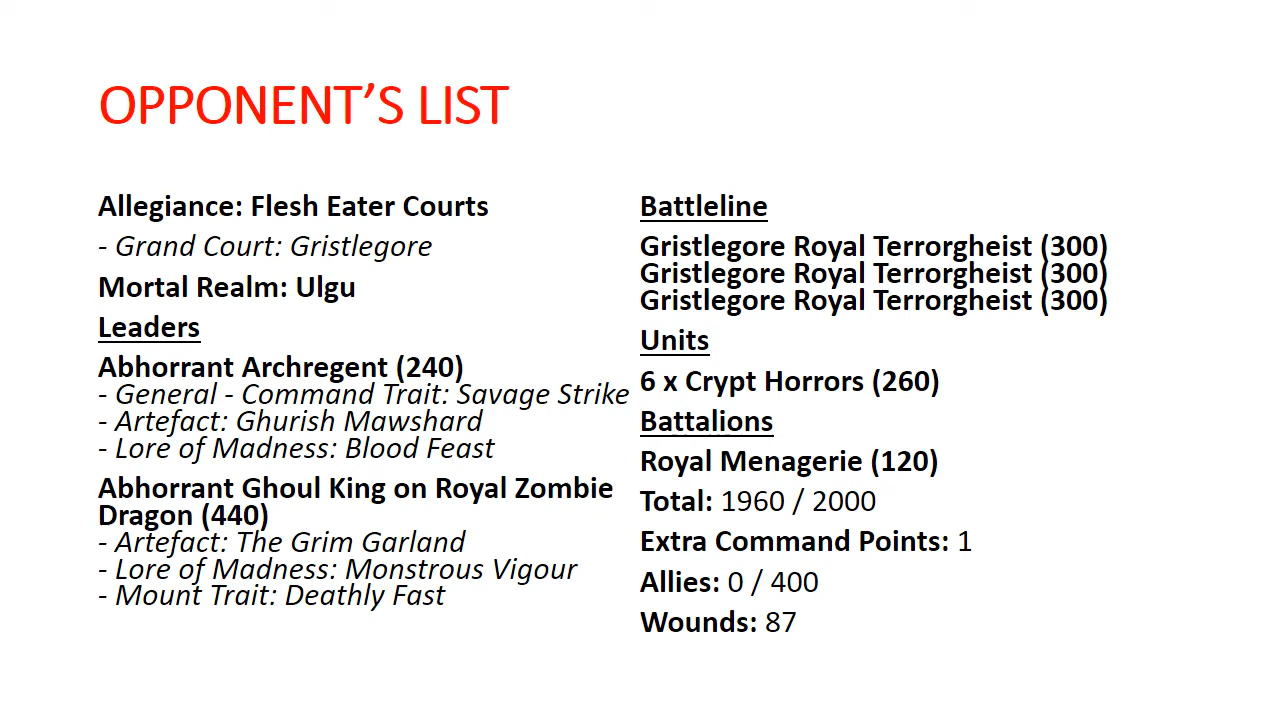 OPPONENT’S LIST
Allegiance: Flesh Eater Courts
- Grand Court: Gristlegore
Mortal Realm: Ulgu
Leaders
Abhorrant Archregent (240)
- General - Command Trait: Savage Strike
- Artefact: Ghurish Mawshard
- Lore of Madness: Blood Feast
Abhorrant Ghoul King on Royal Zombie
Dragon (440)
- Artefact: The Grim Garland
- Lore of Madness: Monstrous Vigour
- Mount Trait: Deathly Fast
Battleline
Gristlegore Royal Terrorgheist (300)
Gristlegore Royal Terrorgheist (300)
Gristlegore Royal Terrorgheist (300)
Units
6 x Crypt Horrors (260)
Battalions
Royal Menagerie (120)
Total: 1960 / 2000
Extra Command Points: 1
Allies: 0 / 400
Wounds: 87